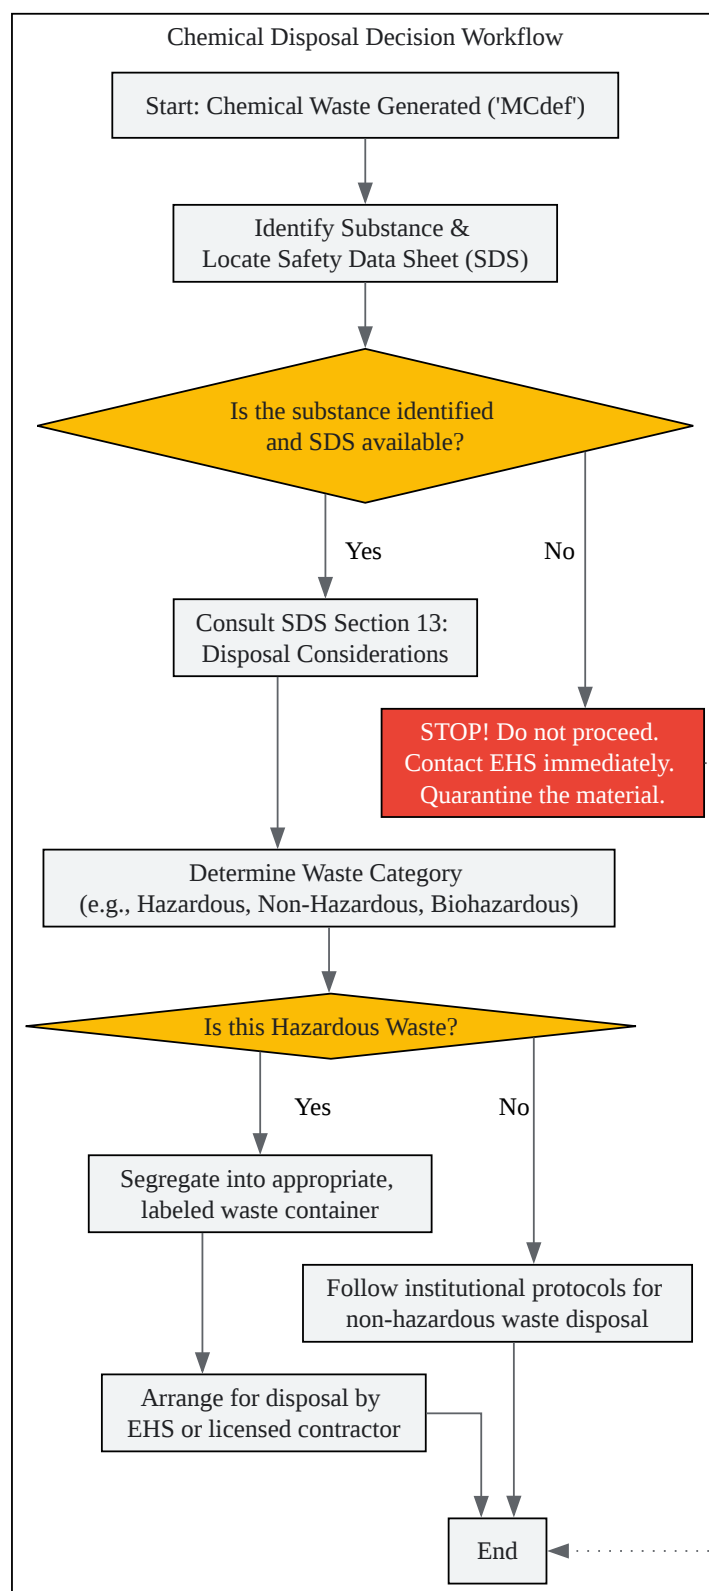 Chemical Disposal Decision Workflow
Start: Chemical Waste Generated ('MCdef')
Identify Substance &
Locate Safety Data Sheet (SDS)
Is the substance identified
and SDS available?
Yes
No
Consult SDS Section 13:
Disposal Considerations
STOP! Do not proceed.
Contact EHS immediately.
Quarantine the material.
Determine Waste Category
(e.g., Hazardous, Non-Hazardous, Biohazardous)
Is this Hazardous Waste?
Yes
No
Segregate into appropriate,
labeled waste container
Follow institutional protocols for
non-hazardous waste disposal
Arrange for disposal by
EHS or licensed contractor
End